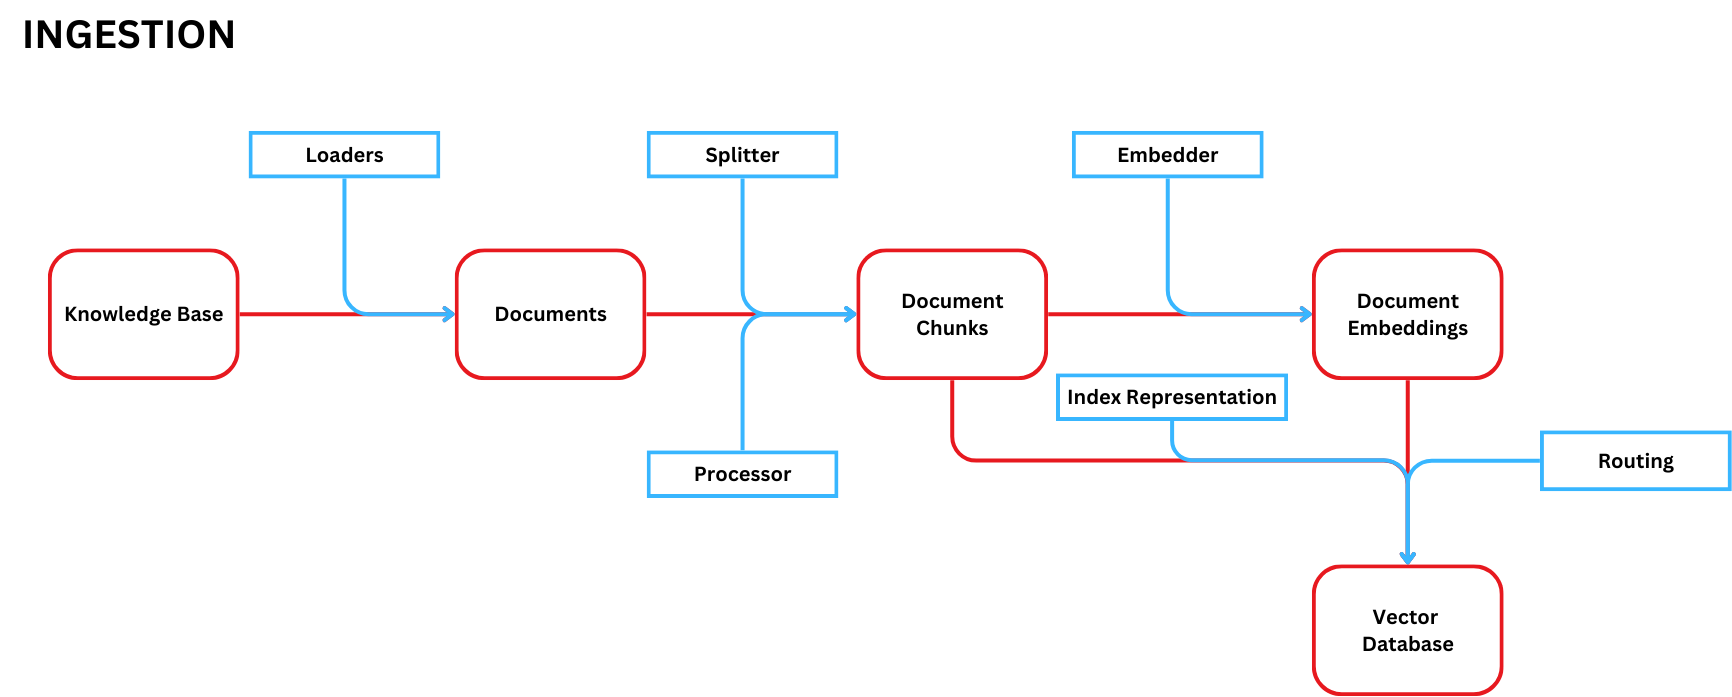 INGESTION
Loaders
Splitter
Embedder
Knowledge Base
Documents
Document
Chunks
Document
Embeddings
Index Representation
Routing
Processor
Vector
Database